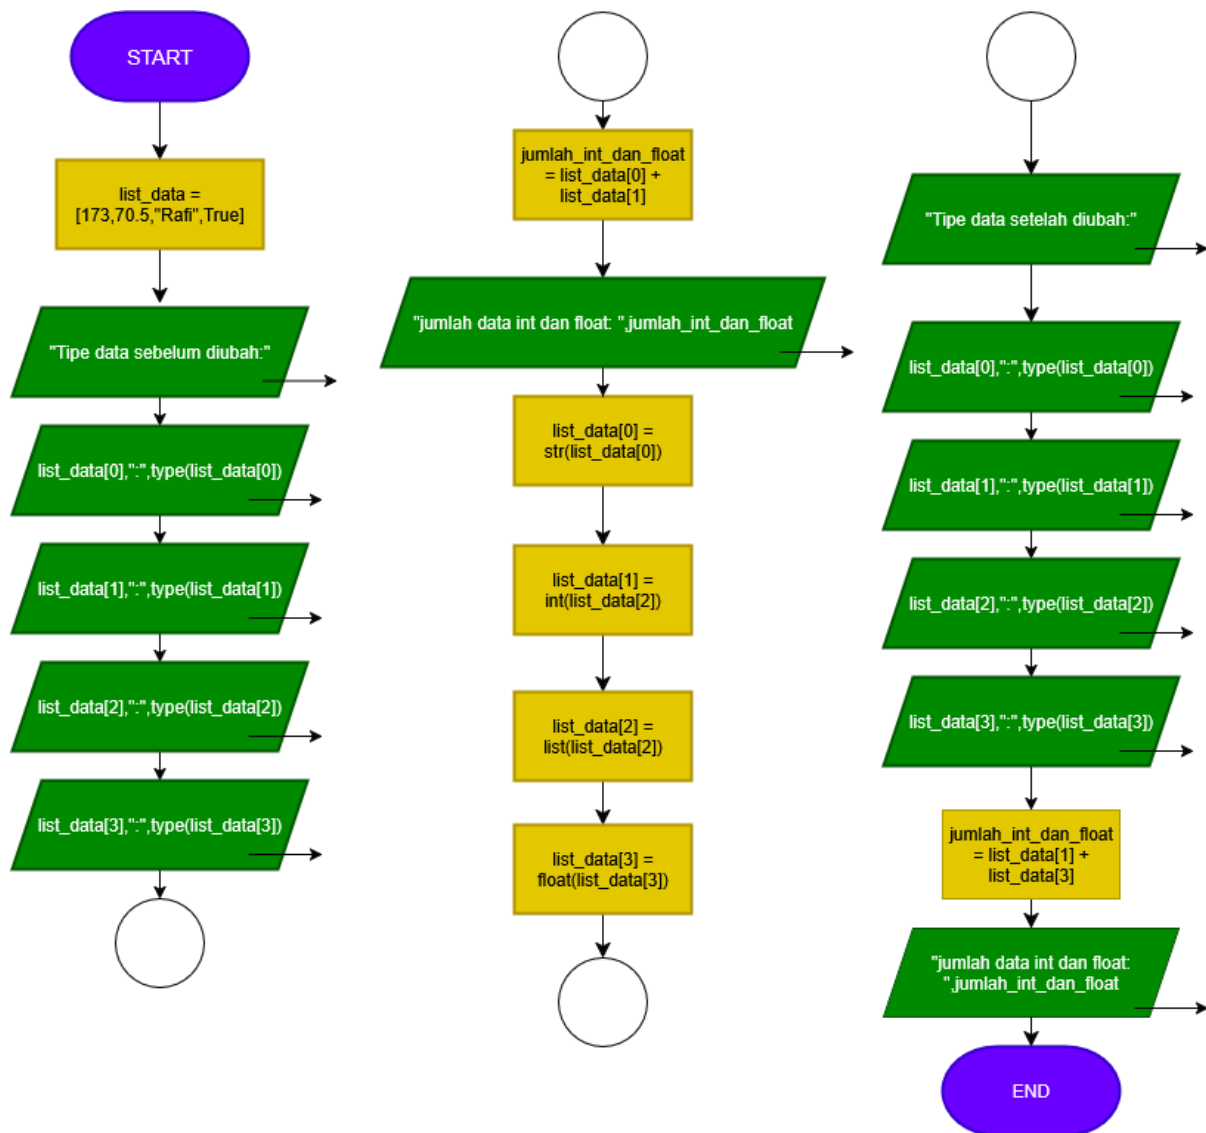 START
list_data =
[173,70.5,"Rafi",True]
"Tipe data sebelum diubah:"
list_data[0],":",type(list_data[0])
list_data[1],":",type(list_data[1])
list_data[2],":",type(list_data[2])
list_data[3],":",type(list_data[3])
jumlah_int_dan_float
= list_data[0] +
list_data[1]
"jumlah data int dan float: ",jumlah_int_dan_float
list_data[0] =
str(list_data[0])
list_data[1] =
int(list_data[2])
list_data[2] =
list(list_data[2])
list_data[3] =
float(list_data[3])
"Tipe data setelah diubah:"
list_data[0],":",type(list_data[0])
list_data[1],":",type(list_data[1])
list_data[2],":",type(list_data[2])
list_data[3],":",type(list_data[3])
jumlah_int_dan_float
= list_data[1] +
list_data[3]
"jumlah data int dan float:
",jumlah_int_dan_float
END